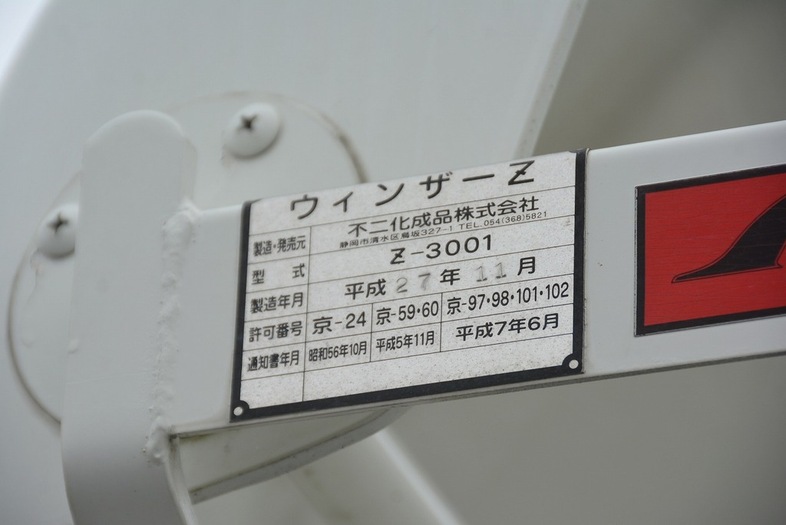 ウィンザーZ
製造・発売元 不二化成品株式会社
静岡市清水区鳥坂327-1 TEL.054(368)5821
型式 Z-3001
製造年月 平成27年11月
許可番号 京-24 京-59・60 京-97・98・101・102
通知書年月 昭和56年10月 平成5年11月 平成7年6月